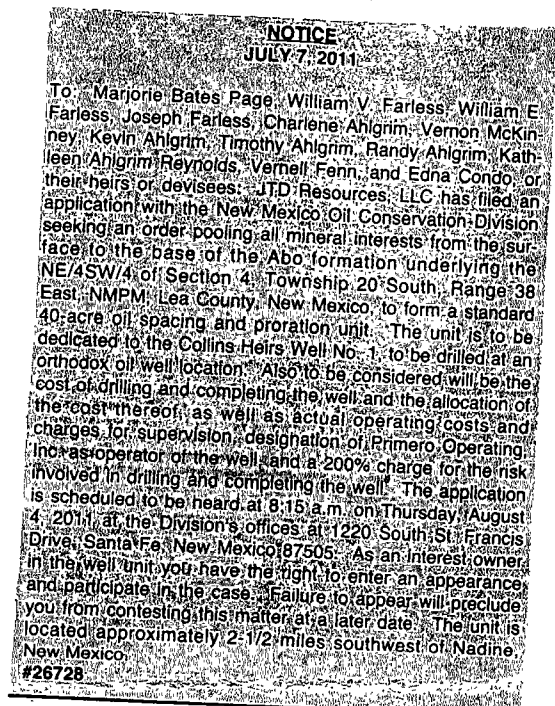 NOTICE
JULY 7, 2011
To: Marjorie Bates Page, William V. Farless, William E.
Farless, Joseph Farless, Charlene Ahlgrim, Vernon McKin-
ney, Kevin Ahlgrim, Timothy Ahlgrim, Randy Ahlgrim, Kath-
leen Ahlgrim Reynolds, Vernell Fenn, and Edna Condo, or
their heirs or devisees: JTD Resources, LLC has filed an
application with the New Mexico Oil Conservation Division
seeking an order pooling all mineral interests from the sur-
face to the base of the Abo formation underlying the
NE/4SW/4 of Section 4, Township 20 South, Range 38
East, NMPM, Lea County, New Mexico, to form a standard
40-acre oil spacing and proration unit. The unit is to be
dedicated to the Collins Heirs Well No. 1, to be drilled at an
orthodox oil well location. Also to be considered will be the
cost of drilling and completing the well and the allocation of
the cost thereof, as well as actual operating costs and
charges for supervision, designation of Primero Operating,
Inc. as operator of the well, and a 200% charge for the risk
involved in drilling and completing the well. The application
is scheduled to be heard at 8:15 a.m. on Thursday, August
4, 2011, at the Division's offices at 1220 South St. Francis
Drive, Santa Fe, New Mexico 87505. As an interest owner
in the well unit, you have the right to enter an appearance
and participate in the case. Failure to appear will preclude
you from contesting this matter at a later date. The unit is
located approximately 2-1/2 miles southwest of Nadine,
New Mexico.
#26728